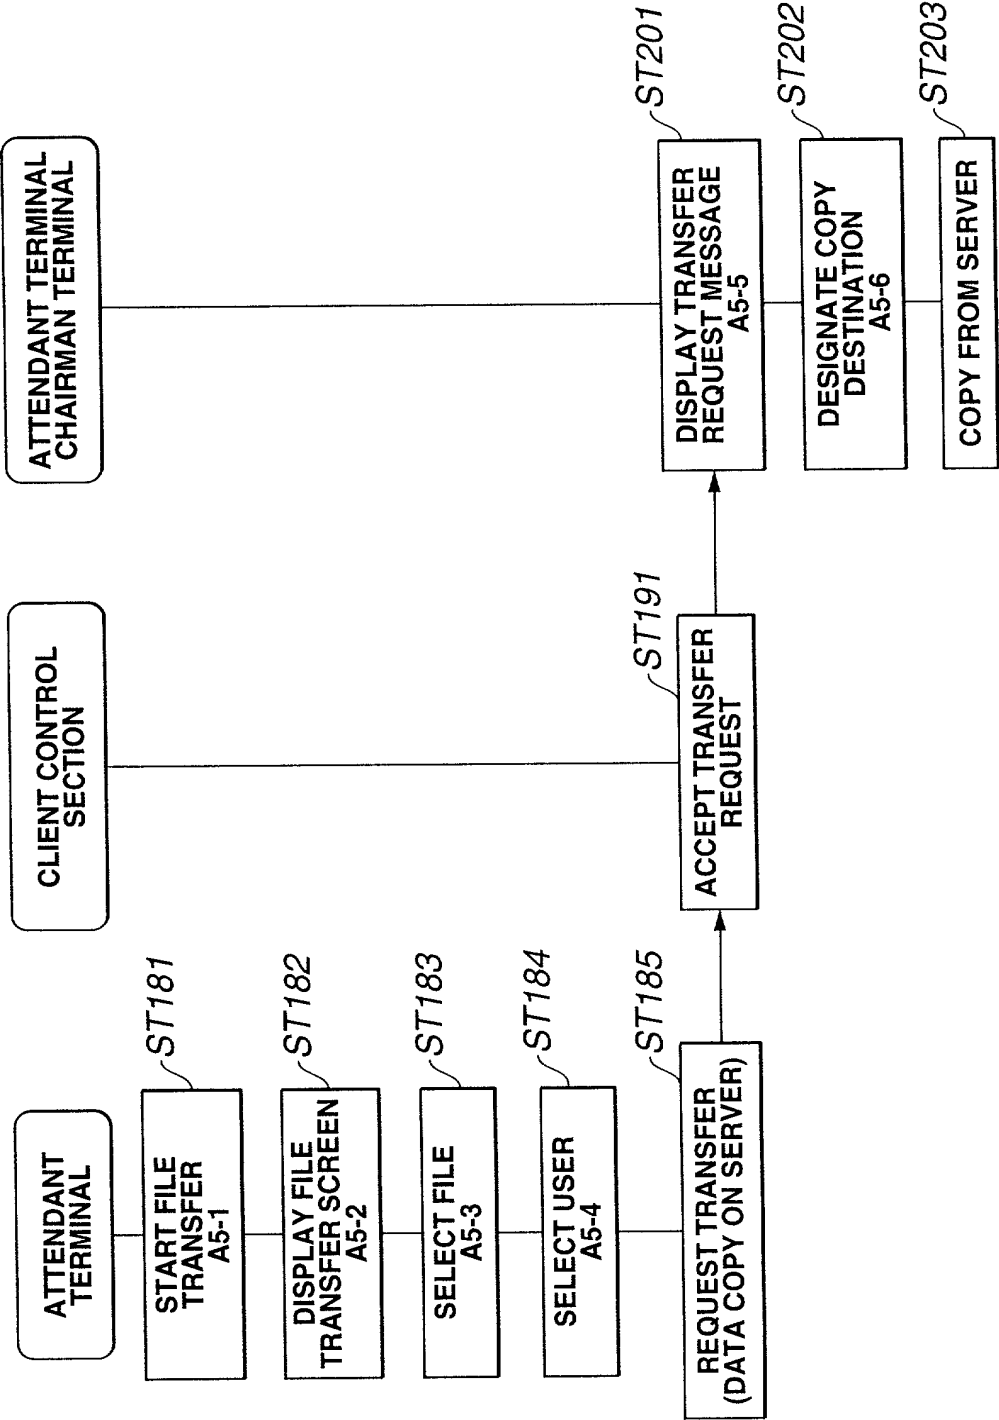 ATTENDANT
TERMINAL
ST181
START FILE
TRANSFER
A5-1
ST182
DISPLAY FILE
TRANSFER SCREEN
A5-2
ST183
SELECT FILE
A5-3
ST184
SELECT USER
A5-4
ST185
REQUEST TRANSFER
(DATA COPY ON SERVER)
CLIENT CONTROL
SECTION
ST191
ACCEPT TRANSFER
REQUEST
ATTENDANT TERMINAL
CHAIRMAN TERMINAL
ST201
DISPLAY TRANSFER
REQUEST MESSAGE
A5-5
ST202
DESIGNATE COPY
DESTINATION
A5-6
ST203
COPY FROM SERVER